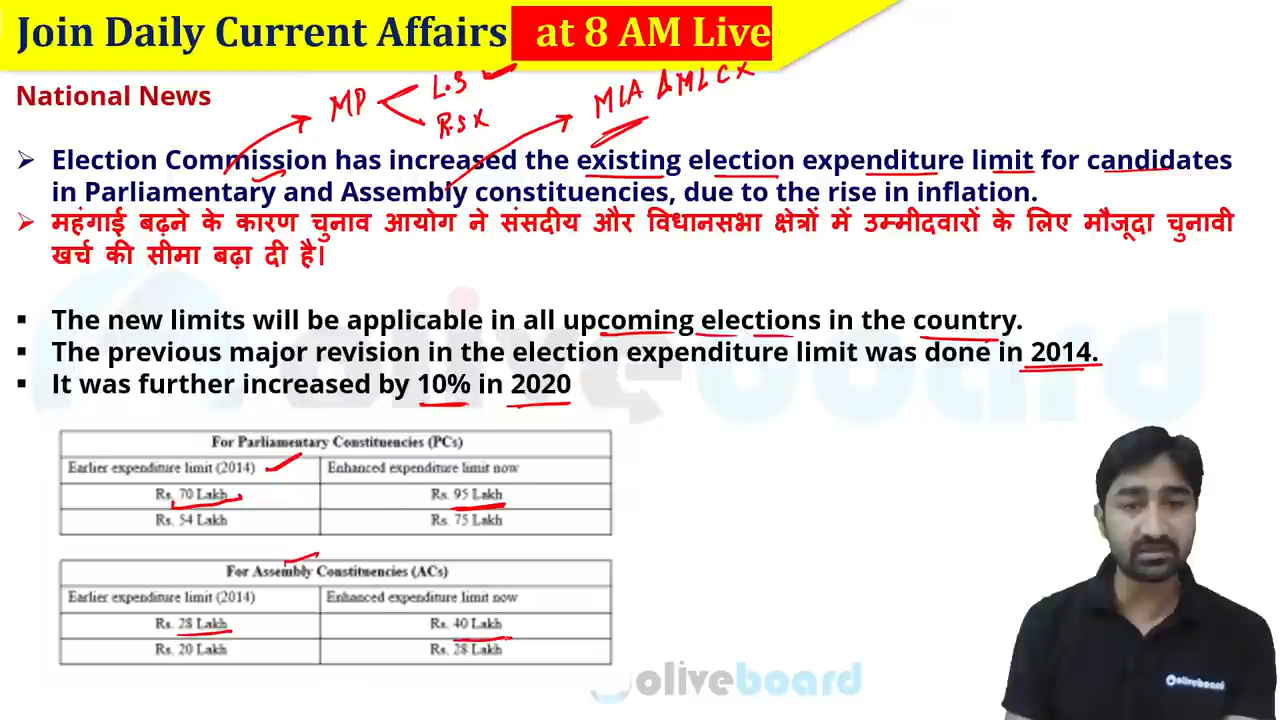 Join Daily Current Affairs at 8 AM Live
National News
MP L.S
R.S X
MLA & MLC X
Election Commission has increased the existing election expenditure limit for candidates
in Parliamentary and Assembly constituencies, due to the rise in inflation.
महंगाई बढ़ने के कारण चुनाव आयोग ने संसदीय और विधानसभा क्षेत्रों में उम्मीदवारों के लिए मौजूदा चुनावी
खर्च की सीमा बढ़ा दी है।
The new limits will be applicable in all upcoming elections in the country.
The previous major revision in the election expenditure limit was done in 2014.
It was further increased by 10% in 2020
For Parliamentary Constituencies (PCs)
Earlier expenditure limit (2014) Enhanced expenditure limit now
Rs. 70 Lakh Rs. 95 Lakh
Rs. 54 Lakh Rs. 75 Lakh
For Assembly Constituencies (ACs)
Earlier expenditure limit (2014) Enhanced expenditure limit now
Rs. 28 Lakh Rs. 40 Lakh
Rs. 20 Lakh Rs. 28 Lakh
oliveboard
oliveboard